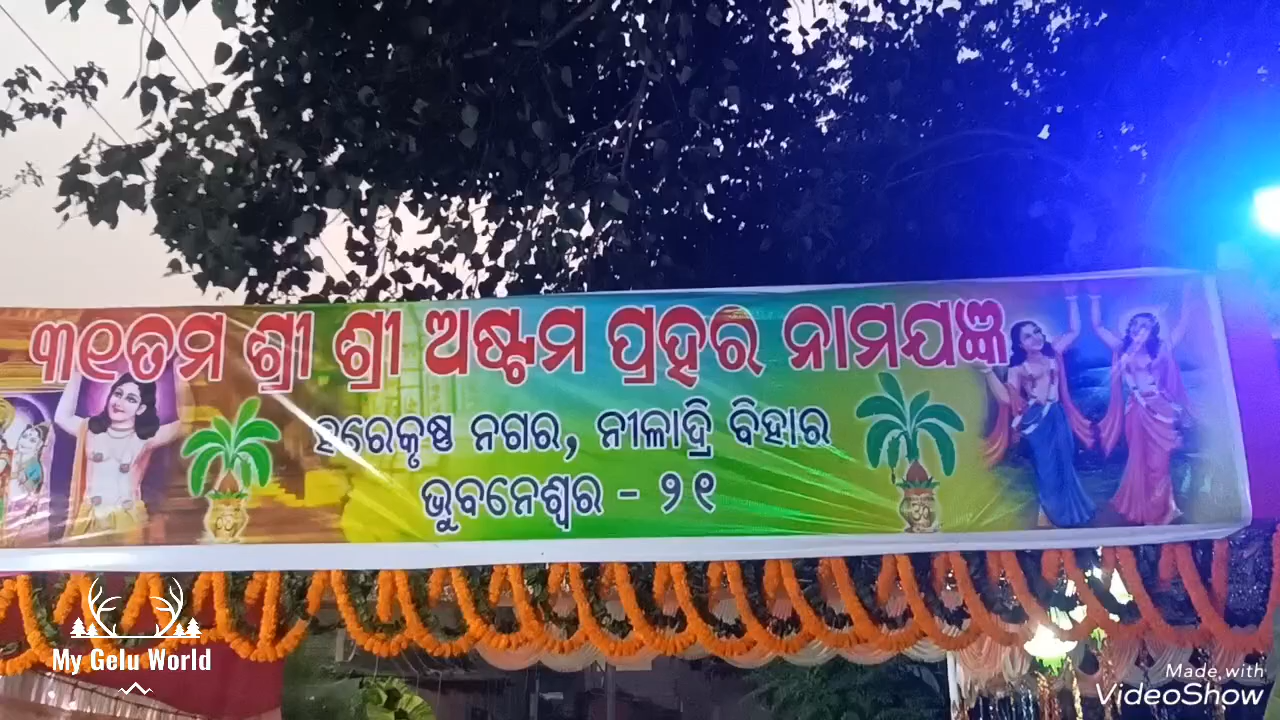 ୩୧ତମ ଶ୍ରୀ ଶ୍ରୀ ଅଷ୍ଟମ ପ୍ରହର ନାମଯଜ୍ଞ
ହରେକୃଷ୍ଣ ନଗର, ନୀଳାଦ୍ରି ବିହାର
ଭୁବନେଶ୍ୱର - ୨୧
My Gelu World
Made with
VideoShow